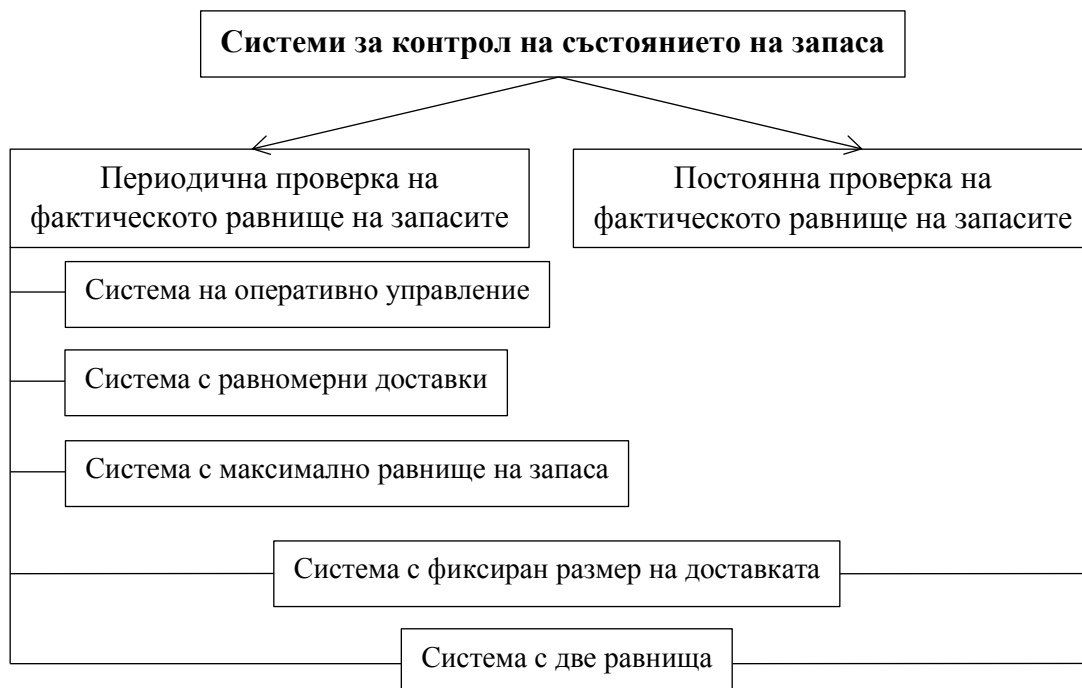 Системи за контрол на състоянието на запаса
Периодична проверка на
фактическото равнище на запасите
Постоянна проверка на
фактическото равнище на запасите
Система на оперативно управление
Система с равномерни доставки
Система с максимално равнище на запаса
Система с фиксиран размер на доставката
Система с две равнища